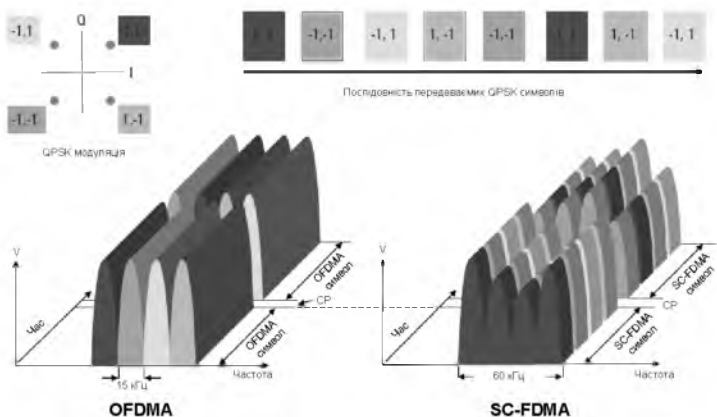 Q
-1,1
I
-1,-1
1,-1
QPSK модуляція
-1,-1
-1, 1
1, -1
-1,-1
1, -1
-1, 1
Послідовність передеваємих QPSK символів
V
Час
OFDMA символ
CP
OFDMA символ
15 кГц
Частота
OFDMA
V
Час
SC-FDMA символ
CP
SC-FDMA символ
60 кГц
Частота
SC-FDMA